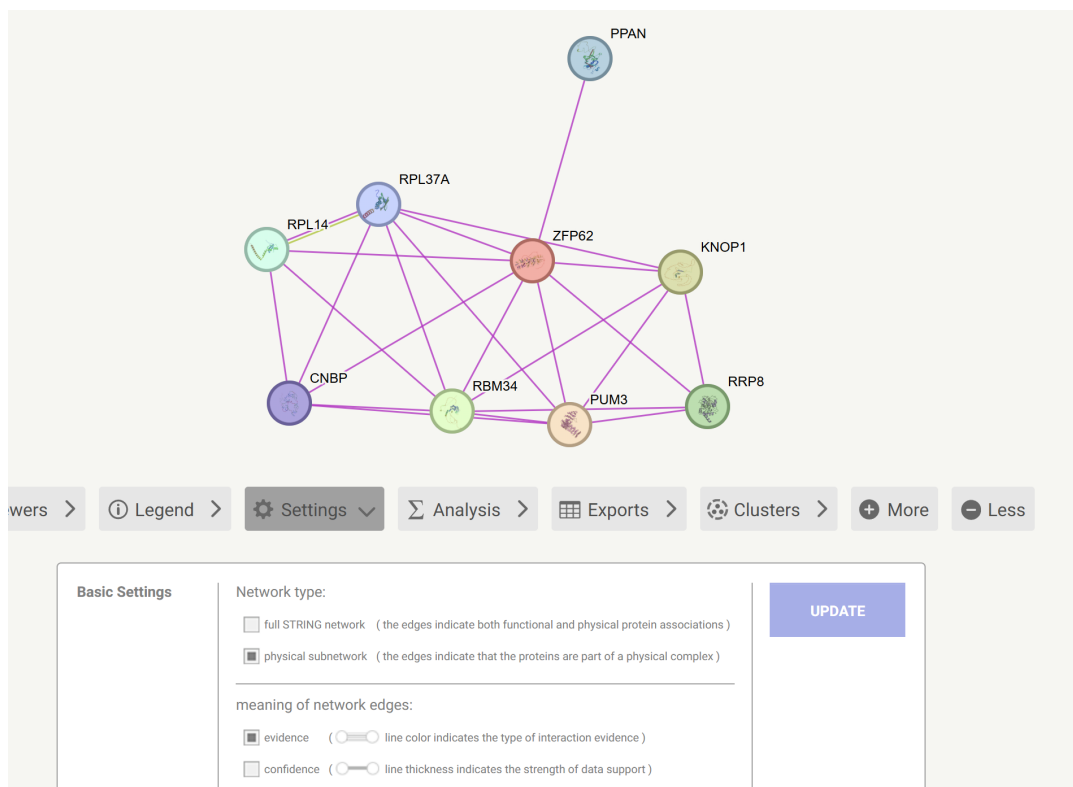 PPAN
RPL37A
RPL14
ZFP62
KNOP1
CNBP
RBM34
PUM3
RRP8
ewers Legend Settings Analysis Exports Clusters More Less
Basic Settings
Network type:
UPDATE
full STRING network ( the edges indicate both functional and physical protein associations )
physical subnetwork ( the edges indicate that the proteins are part of a physical complex )
meaning of network edges:
evidence ( line color indicates the type of interaction evidence )
confidence ( line thickness indicates the strength of data support )